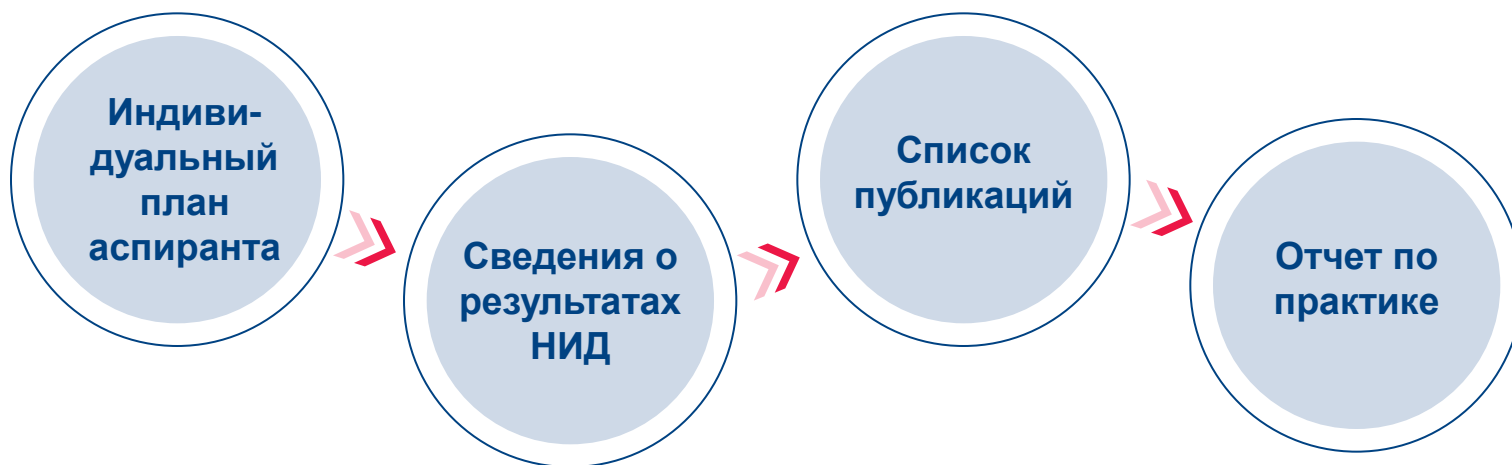 Индиви-
дуальный
план
аспиранта
Сведения о
результатах
НИД
Список
публикаций
Отчет по
практике